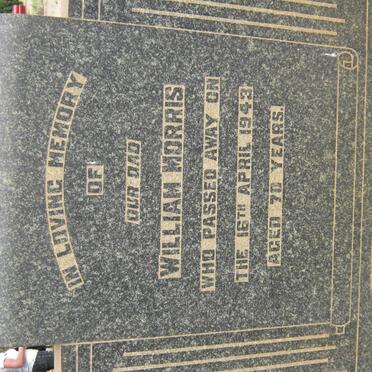 IN LOVING MEMORY
OF
OUR DAD
WILLIAM MORRIS
WHO PASSED AWAY ON
THE 16TH APRIL 1943
AGED 70 YEARS.